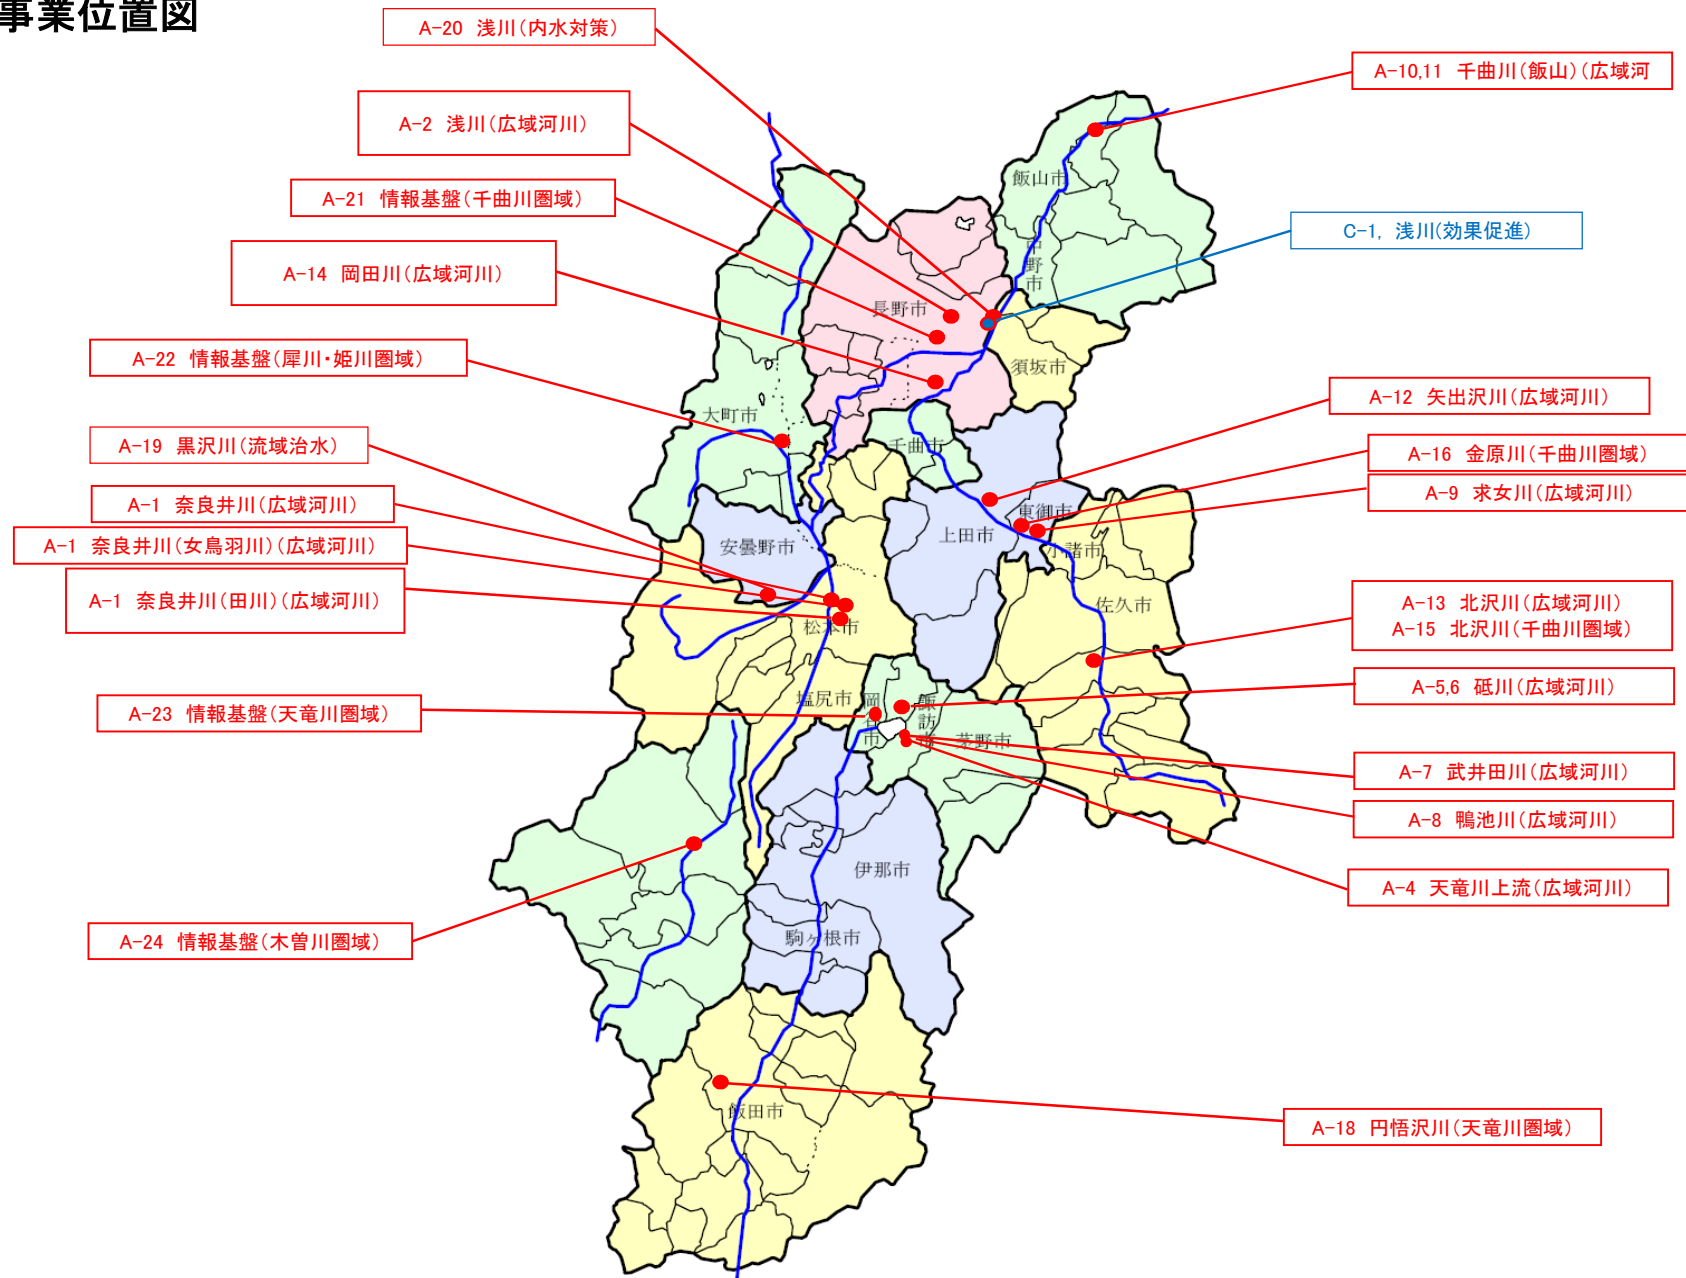 事業位置図
A-20 浅川(内水対策)
A-10,11 千曲川(飯山)(広域河
A-2 浅川(広域河川)
A-21 情報基盤(千曲川圏域)
C-1, 浅川(効果促進)
A-14 岡田川(広域河川)
A-22 情報基盤(犀川・姫川圏域)
A-12 矢出沢川(広域河川)
A-19 黒沢川(流域治水)
A-16 金原川(千曲川圏域)
A-9 求女川(広域河川)
A-1 奈良井川(広域河川)
A-1 奈良井川(女鳥羽川)(広域河川)
A-1 奈良井川(田川)(広域河川)
A-13 北沢川(広域河川)
A-15 北沢川(千曲川圏域)
A-5,6 砥川(広域河川)
A-23 情報基盤(天竜川圏域)
A-7 武井田川(広域河川)
A-8 鴨池川(広域河川)
A-4 天竜川上流(広域河川)
A-24 情報基盤(木曽川圏域)
A-18 円悟沢川(天竜川圏域)
飯山市
中野市
長野市
須坂市
大町市
千曲市
東御市
上田市
小諸市
安曇野市
佐久市
松本市
塩尻市
岡谷市
諏訪市
茅野市
伊那市
駒ヶ根市
飯田市